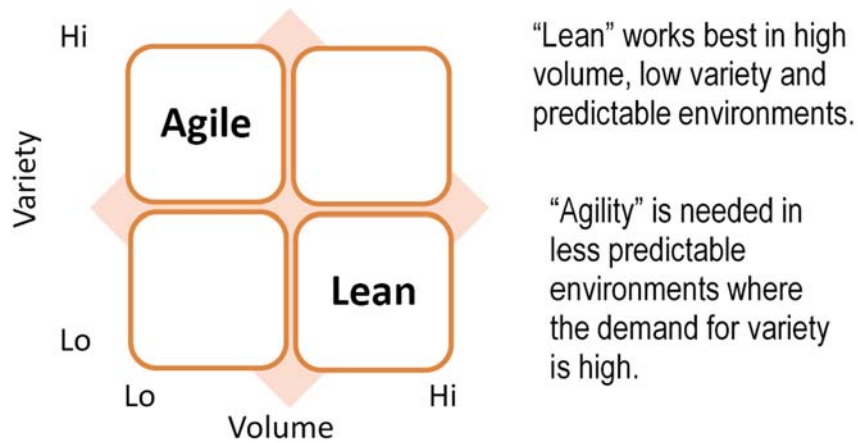 Hi
Variety
Lo
Agile
Lean
Lo
Hi
Volume
“Lean” works best in high
volume, low variety and
predictable environments.
“Agility” is needed in
less predictable
environments where
the demand for variety
is high.